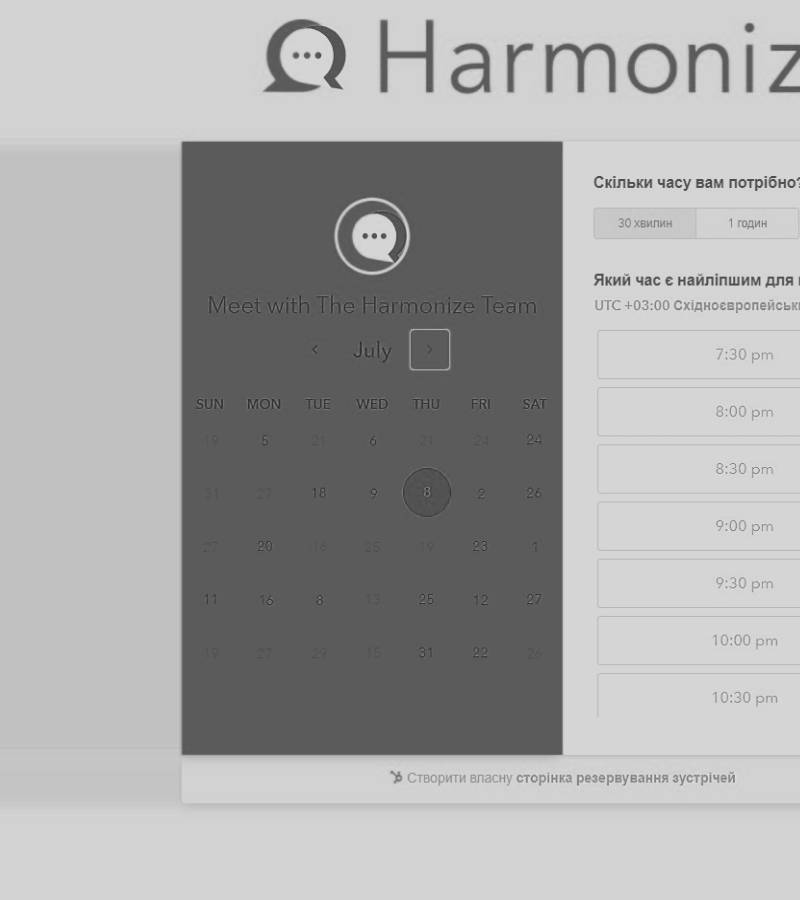 Harmoniz
Meet with The Harmonize Team
July
SUN MON TUE WED THU FRI SAT
19 5 21 6 21 24 24
31 27 18 9 8 2 26
27 20 16 25 19 23 1
11 16 8 13 25 12 27
19 27 29 15 31 22 26
Скільки часу вам потрібно?
30 хвилин 1 годин
Який час є найліпшим для
UTC +03:00 Східноєвропейськ
7:30 pm
8:00 pm
8:30 pm
9:00 pm
9:30 pm
10:00 pm
10:30 pm
Створити власну сторінка резервування зустрічей